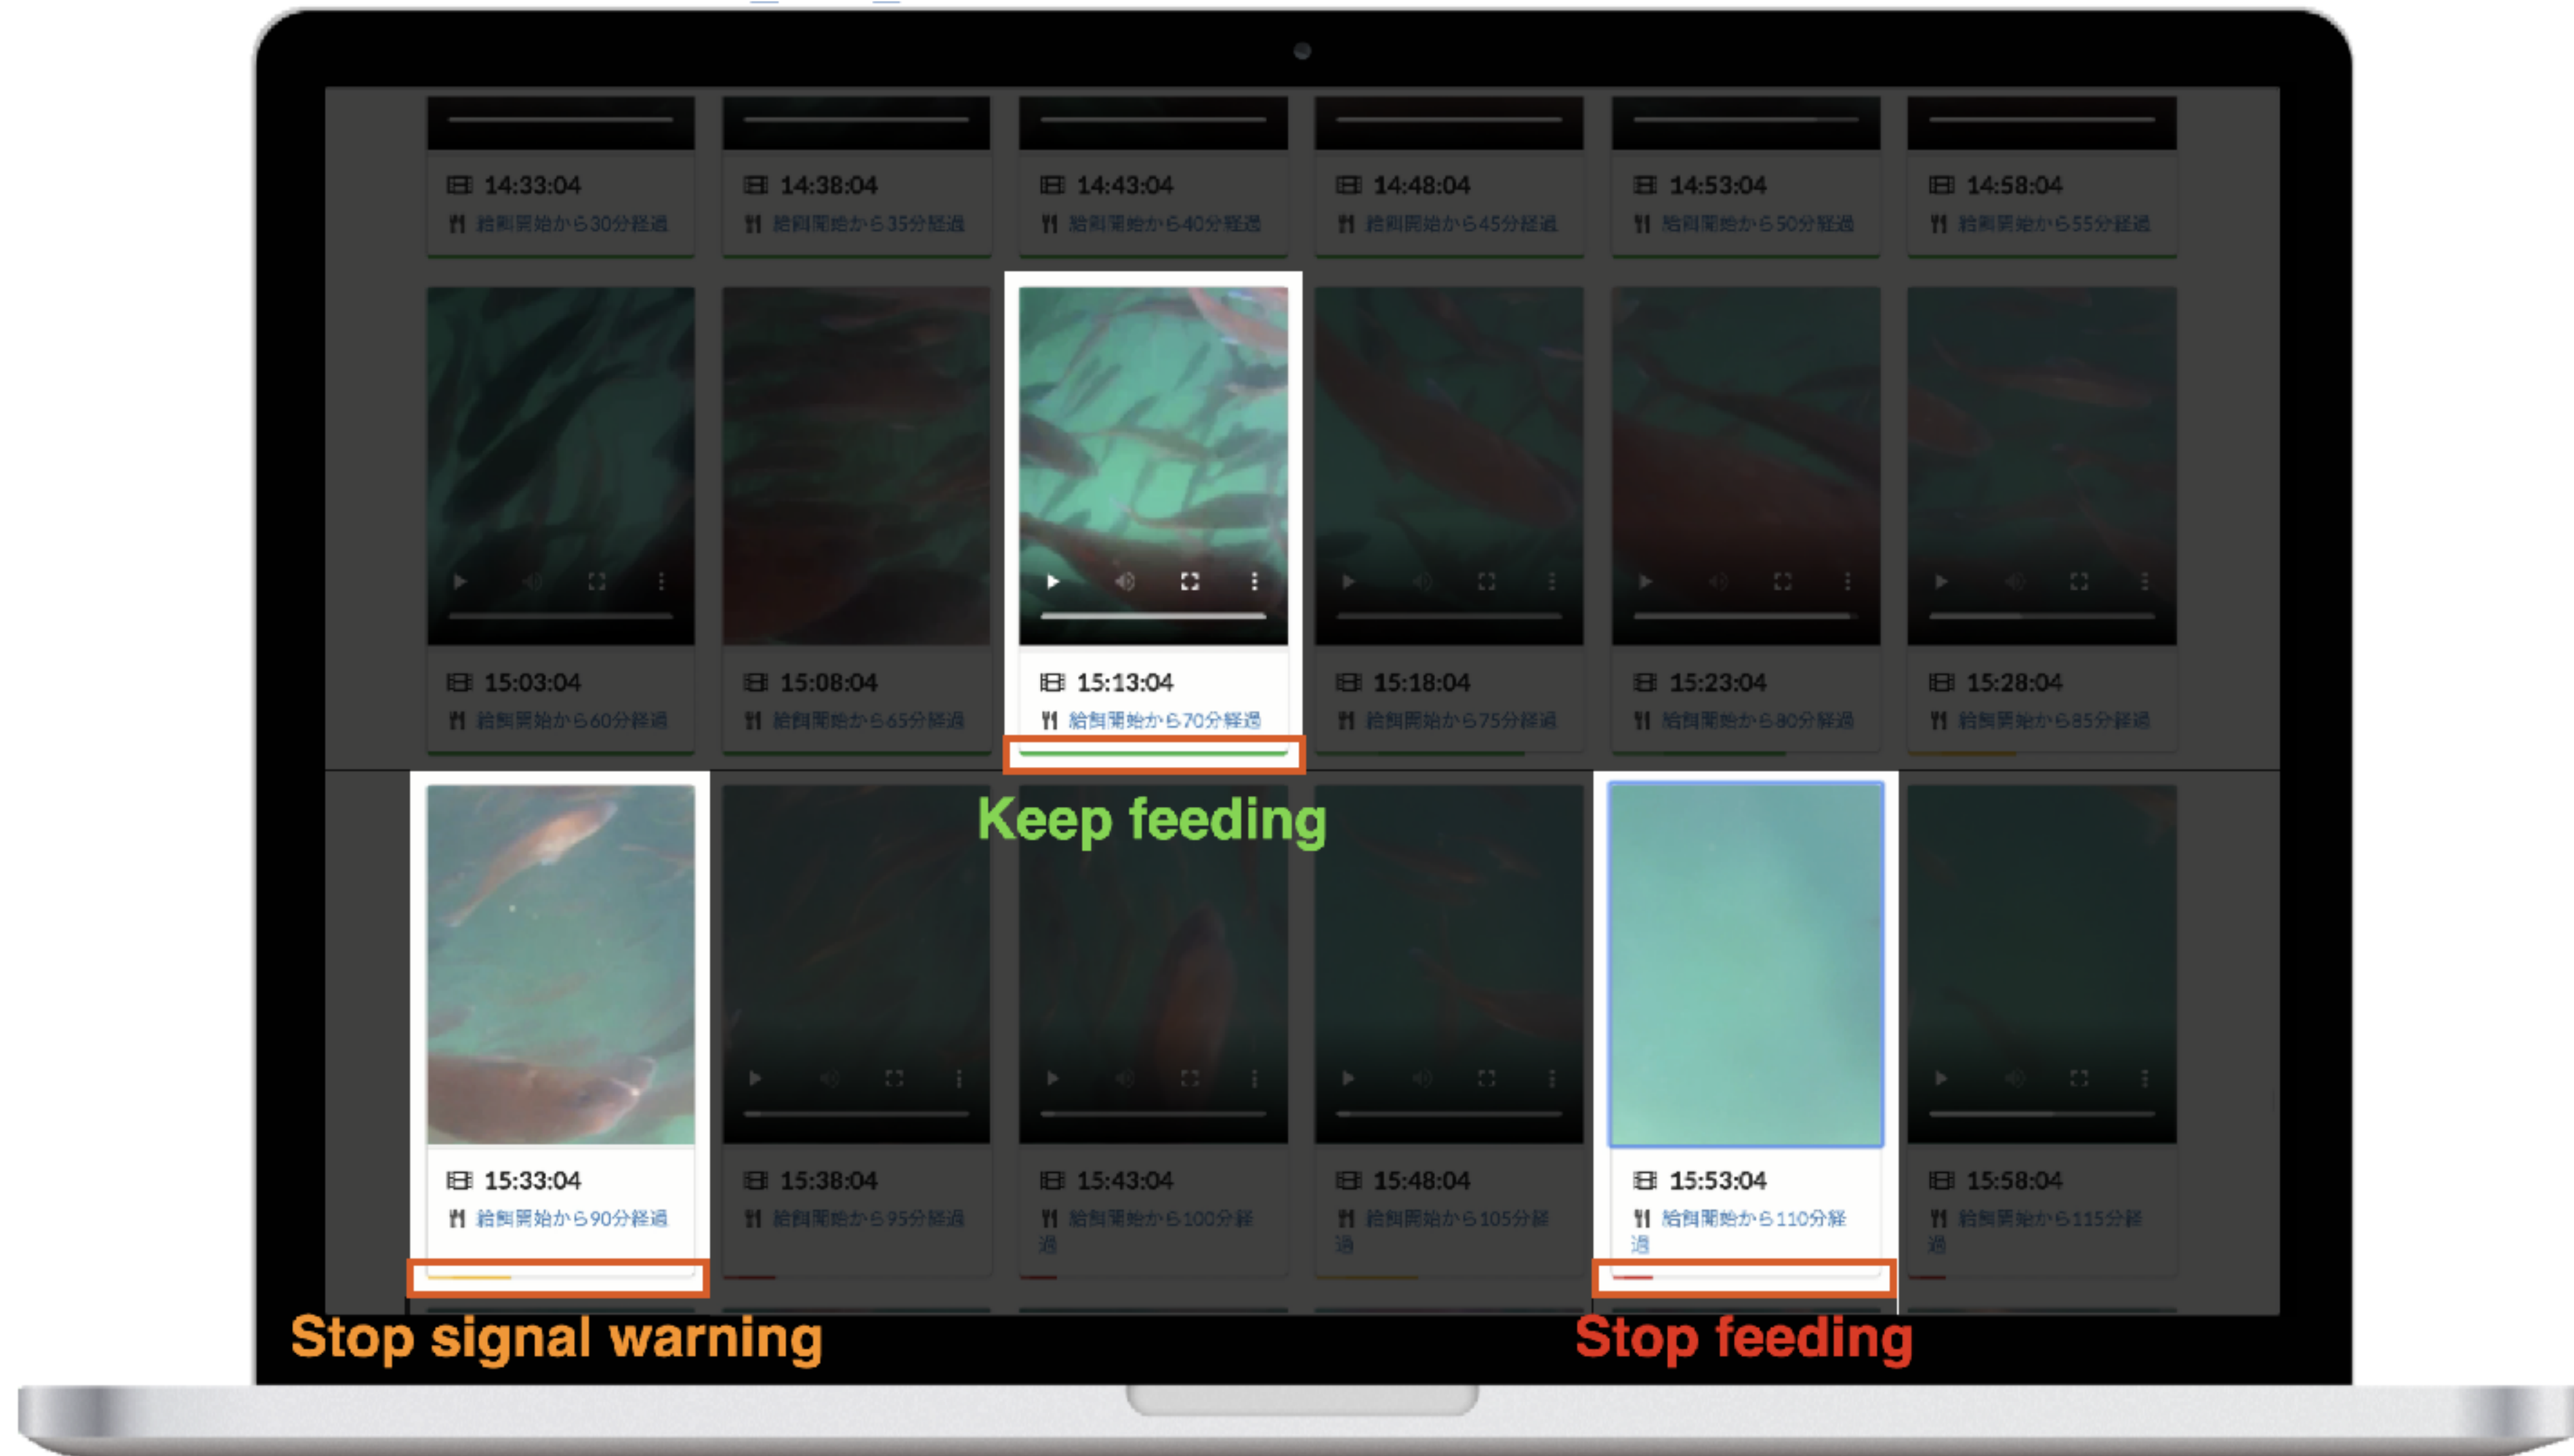 14:33:04
給餌開始から30分経過
14:38:04
給餌開始から35分経過
14:43:04
給餌開始から40分経過
14:48:04
給餌開始から45分経過
14:53:04
給餌開始から50分経過
14:58:04
給餌開始から55分経過
15:03:04
給餌開始から60分経過
15:08:04
給餌開始から65分経過
15:13:04
給餌開始から70分経過
15:18:04
給餌開始から75分経過
15:23:04
給餌開始から80分経過
15:28:04
給餌開始から85分経過
Keep feeding
15:33:04
給餌開始から90分経過
15:38:04
給餌開始から95分経過
15:43:04
給餌開始から100分経
過
15:48:04
給餌開始から105分経
過
15:53:04
給餌開始から110分経
過
15:58:04
給餌開始から115分経
過
Stop signal warning
Stop feeding